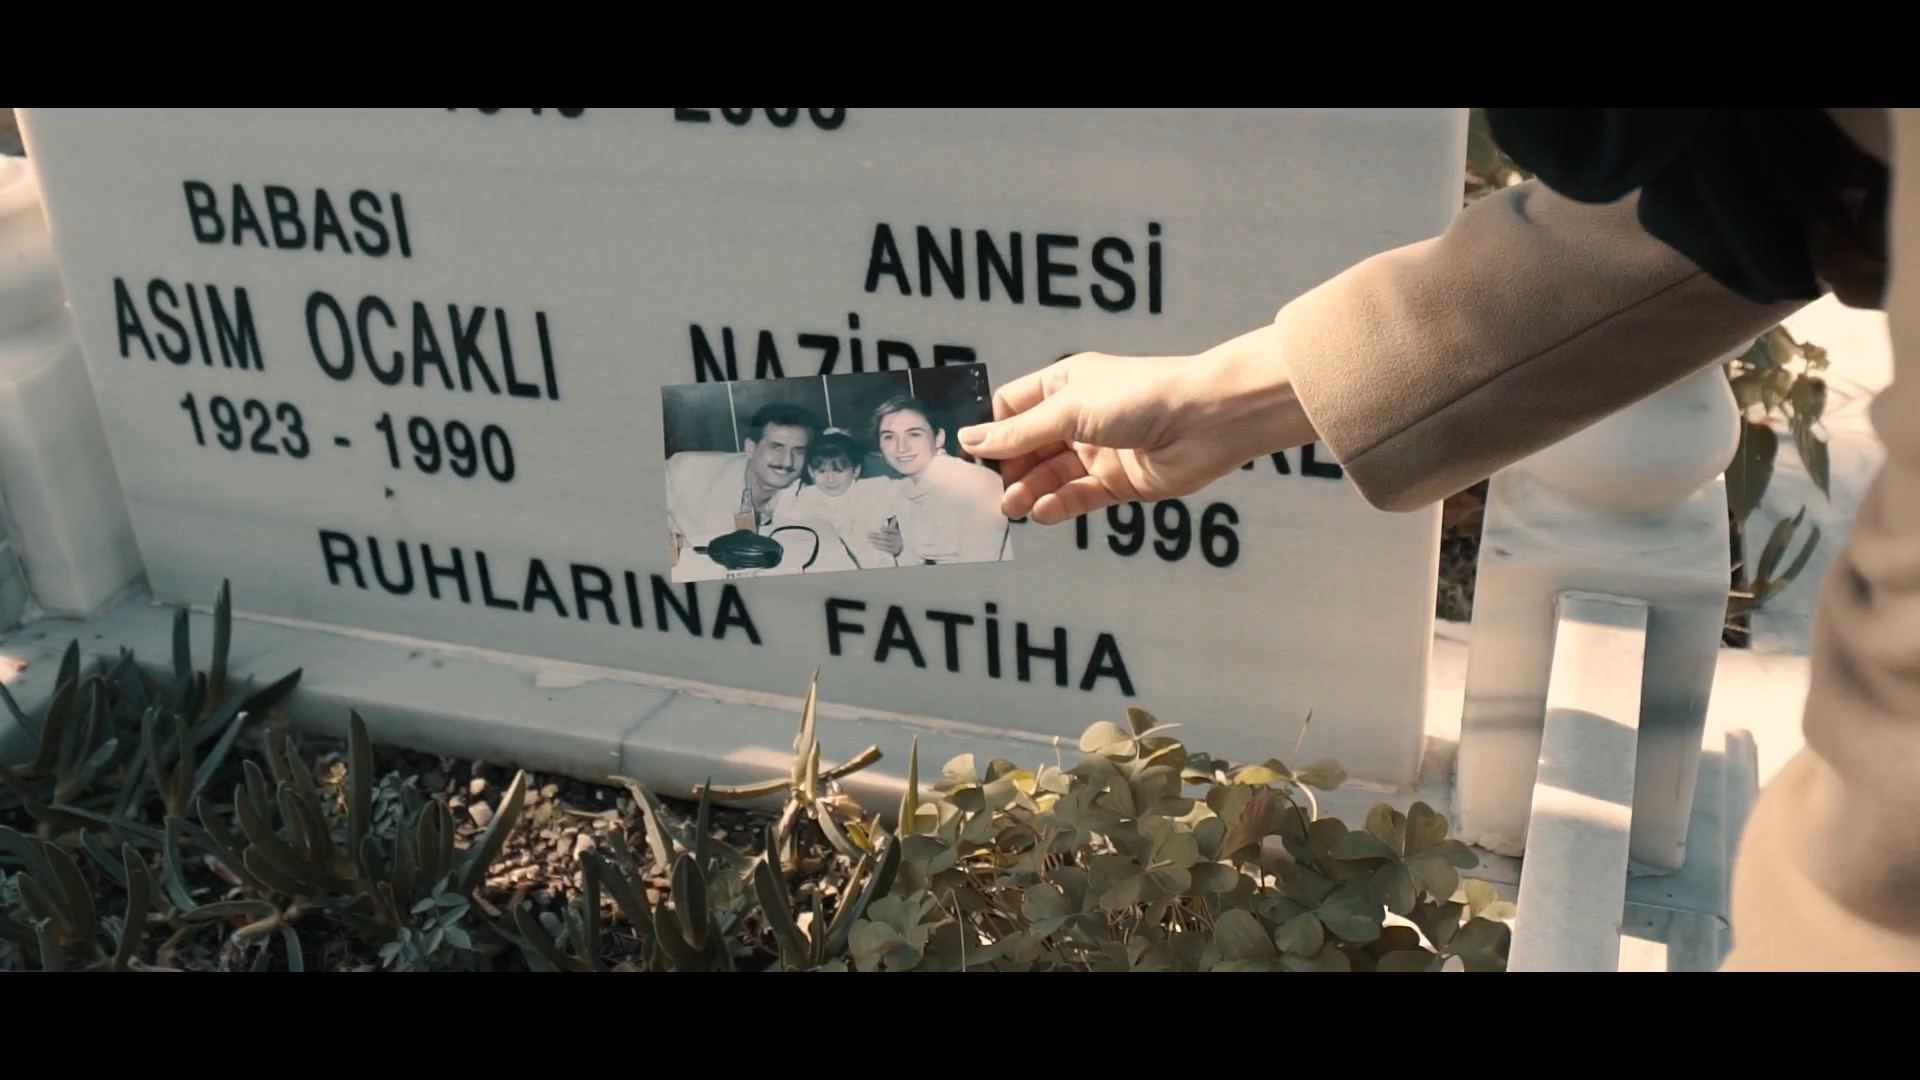 BABASI
ASIM OCAKLI
1923 - 1990
ANNESİ
1996
RUHLARINA FATİHA